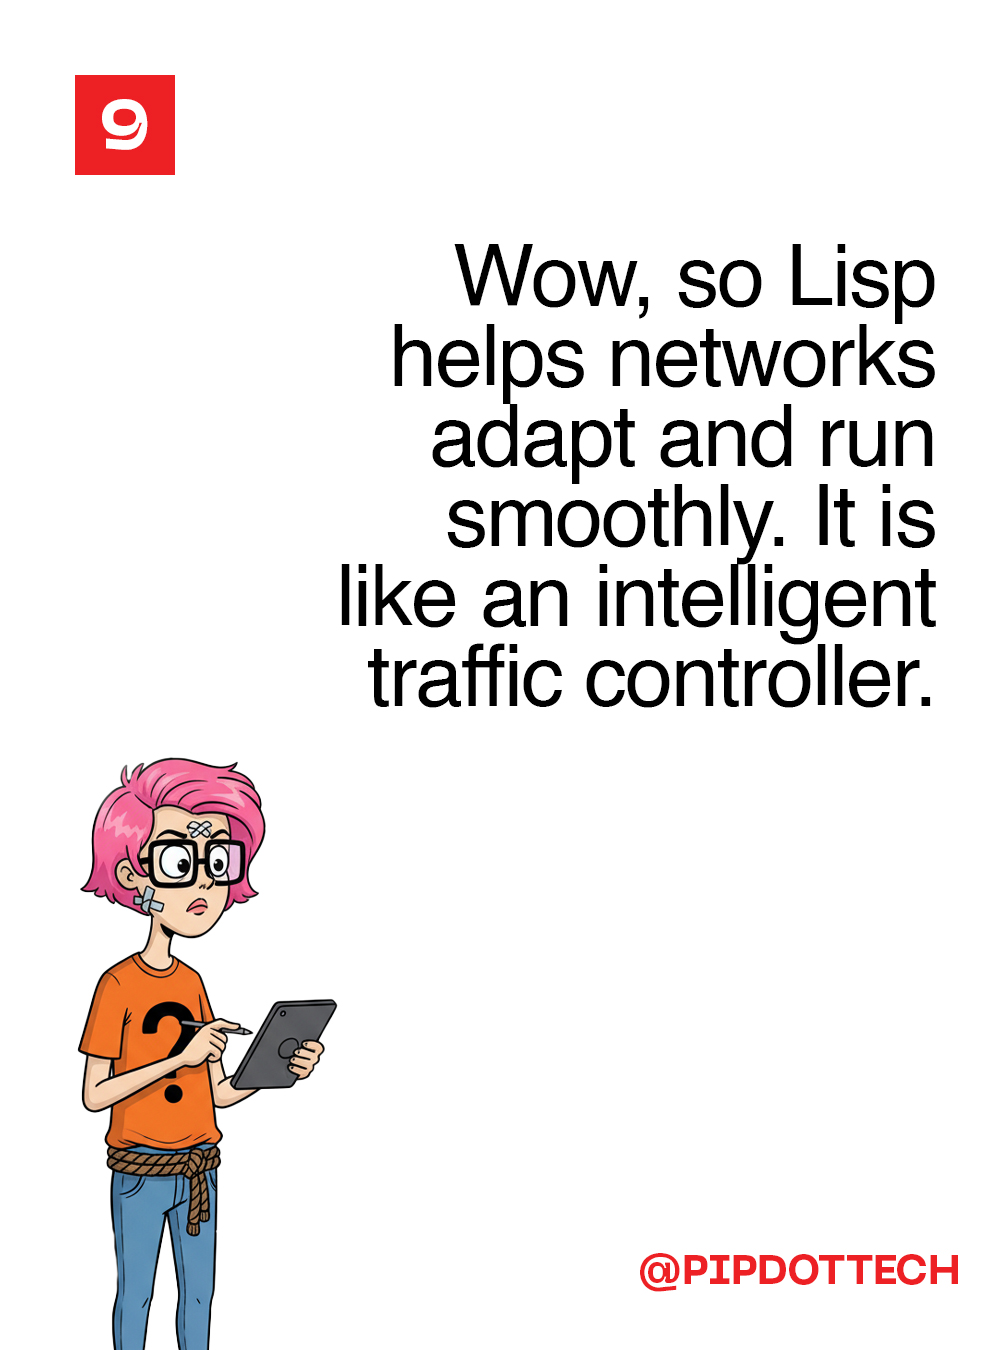 9
Wow, so Lisp
helps networks
adapt and run
smoothly. It is
like an intelligent
traffic controller.
?
@PIPDOTTECH